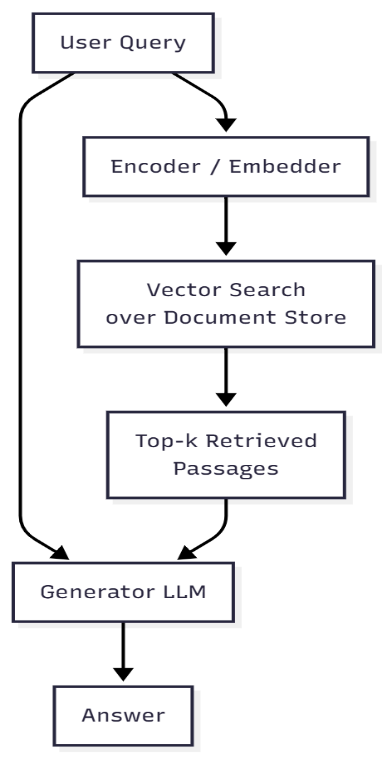 User Query
Encoder / Embedder
Vector Search
over Document Store
Top-k Retrieved
Passages
Generator LLM
Answer